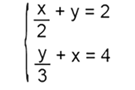 x/2 + y = 2
y/3 + x = 4